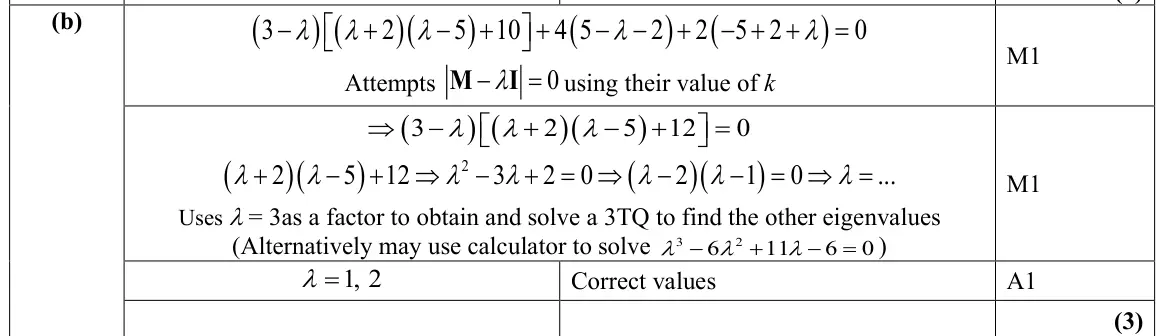 (b)
(3−λ)[(λ+2)(λ−5)+10]+4(5−λ−2)+2(−5+2+λ)=0
Attempts |M−λI|=0 using their value of k
M1
⇒(3−λ)[(λ+2)(λ−5)+12]=0
(λ+2)(λ−5)+12⇒λ²−3λ+2=0⇒(λ−2)(λ−1)=0⇒λ=...
Uses λ = 3as a factor to obtain and solve a 3TQ to find the other eigenvalues
(Alternatively may use calculator to solve λ³−6λ²+11λ−6=0)
M1
λ=1, 2
Correct values
A1
(3)